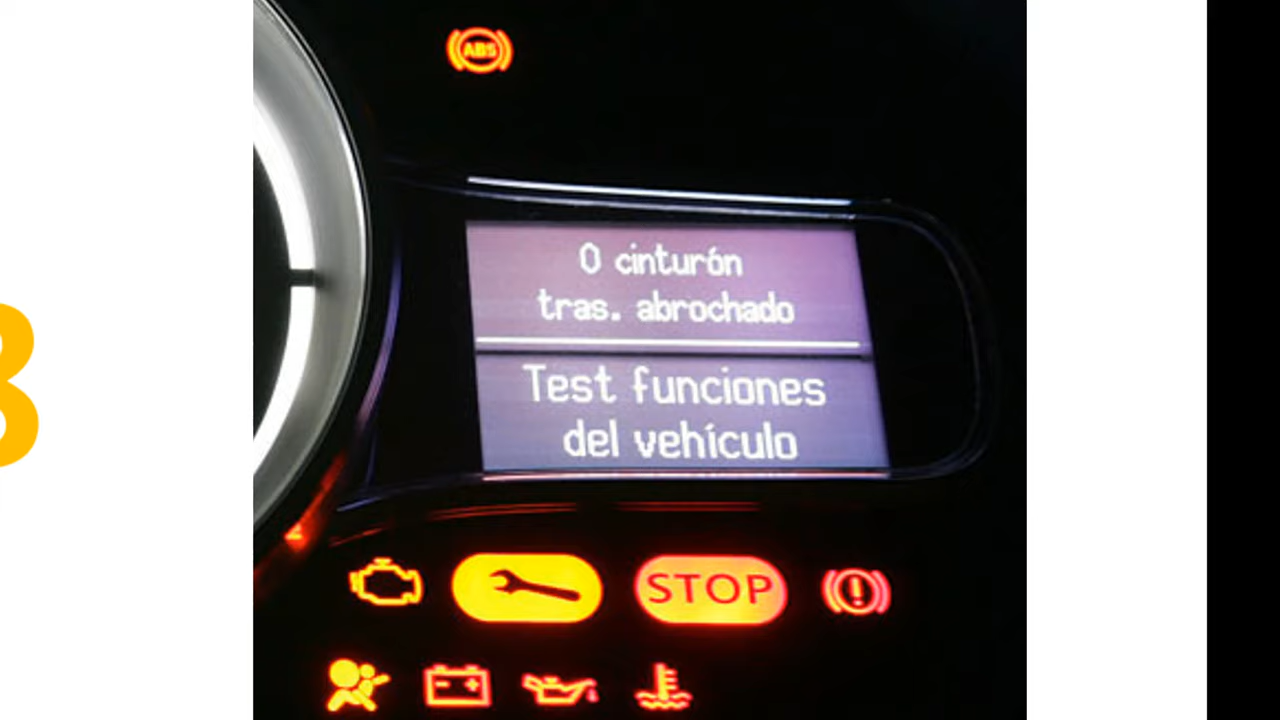 ABS
0 cinturón
tras. abrochado
Test funciones
del vehículo
STOP